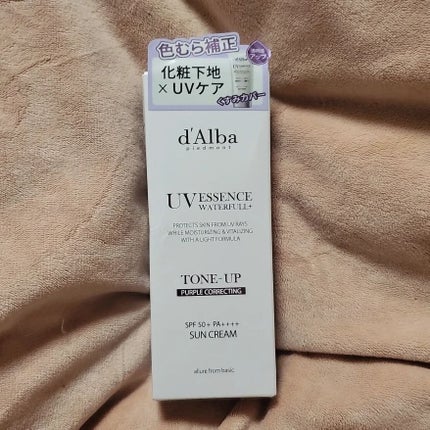 色むら補正
化粧下地
×UVケア
くすみカバー
d'Alba
piedmont
UV ESSENCE
WATERFULL+
PROTECTS SKIN FROM UV RAYS
WHILE MOISTURIZING & VITALIZING
WITH A LIGHT FORMULA
TONE-UP
PURPLE CORRECTING
SPF 50+ PA++++
SUN CREAM
allure from basic